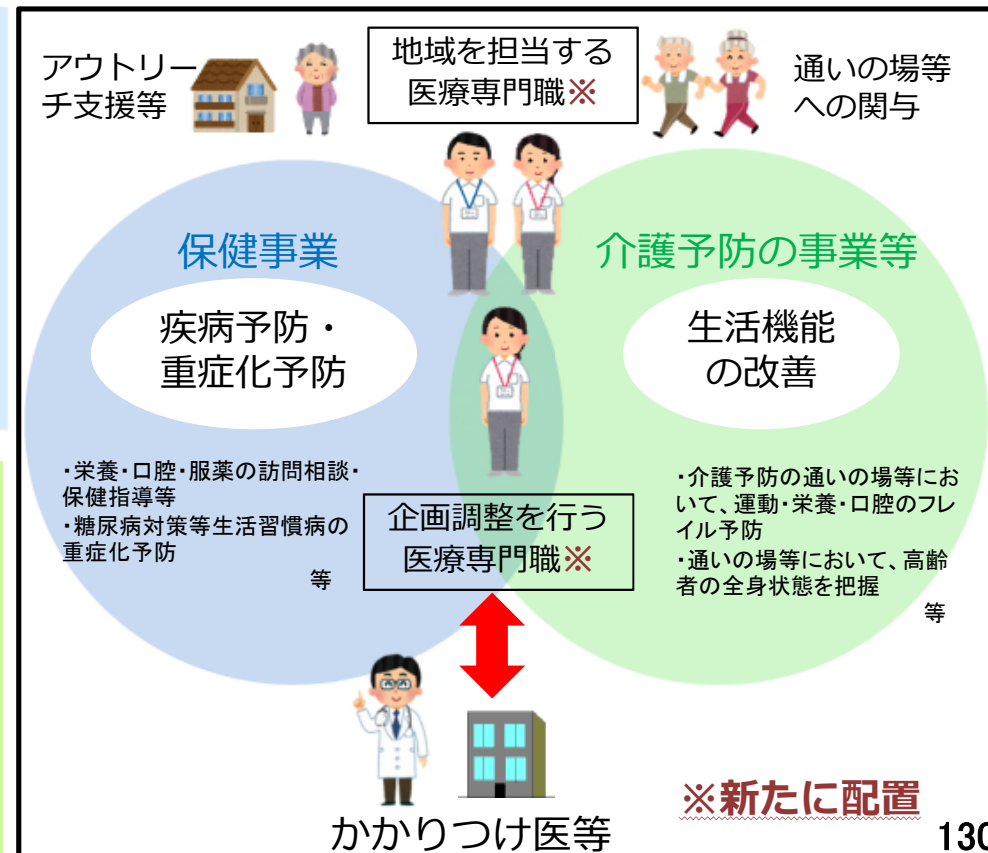 アウトリー
チ支援等
地域を担当する
医療専門職※
通いの場等
への関与
保健事業
疾病予防・
重症化予防
・栄養・口腔・服薬の訪問相談・
保健指導等
・糖尿病対策等生活習慣病の
重症化予防
等
介護予防の事業等
生活機能
の改善
・介護予防の通いの場等にお
いて、運動・栄養・口腔のフレ
イル予防
・通いの場等において、高齢
者の全身状態を把握
等
企画調整を行う
医療専門職※
かかりつけ医等
※新たに配置
130